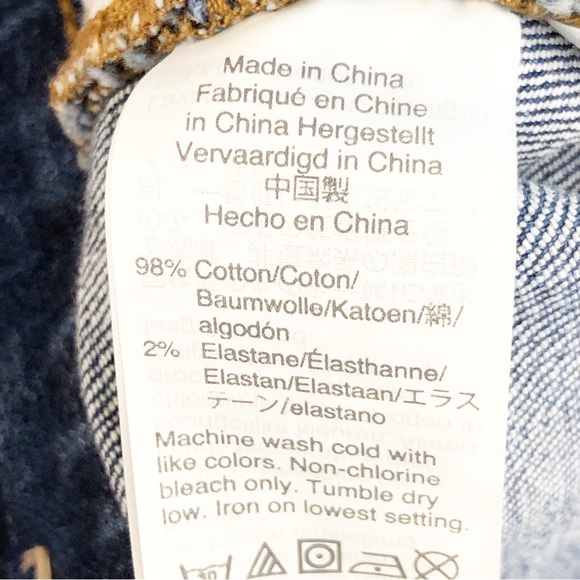 Made in China
Fabriqué en Chine
in China Hergestellt
Vervaardigd in China
中国製
Hecho en China
98% Cotton/Coton/
Baumwolle/Katoen/綿/
algodón
2% Elastane/Élasthanne/
Elastan/Elastaan/エラス
テーン/elastano
Machine wash cold with
like colors. Non-chlorine
bleach only. Tumble dry
low. Iron on lowest setting.
30